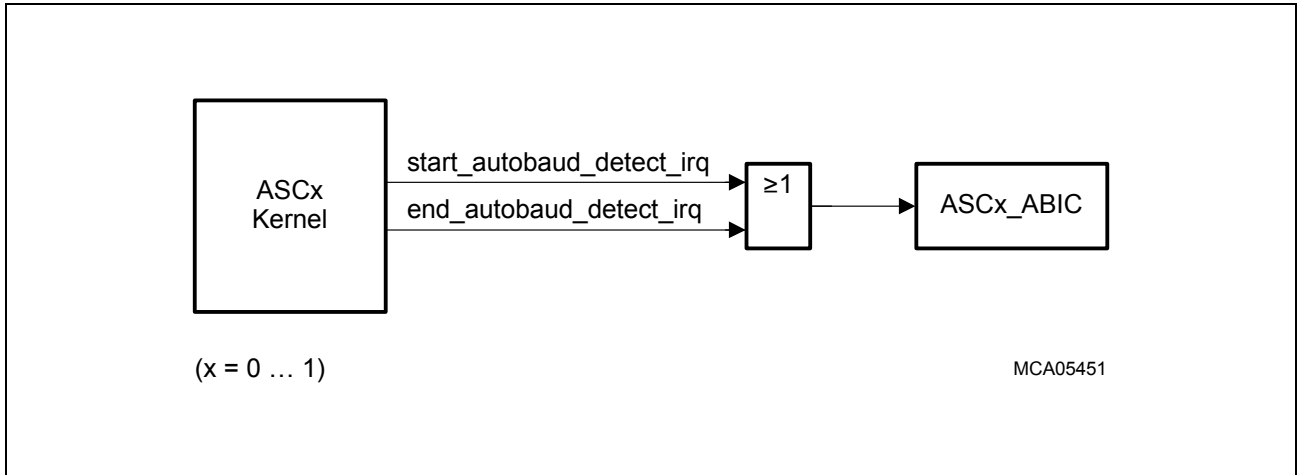 ASCx
Kernel
start_autobaud_detect_irq
end_autobaud_detect_irq
≥1
ASCx_ABIC
(x = 0 … 1)
MCA05451